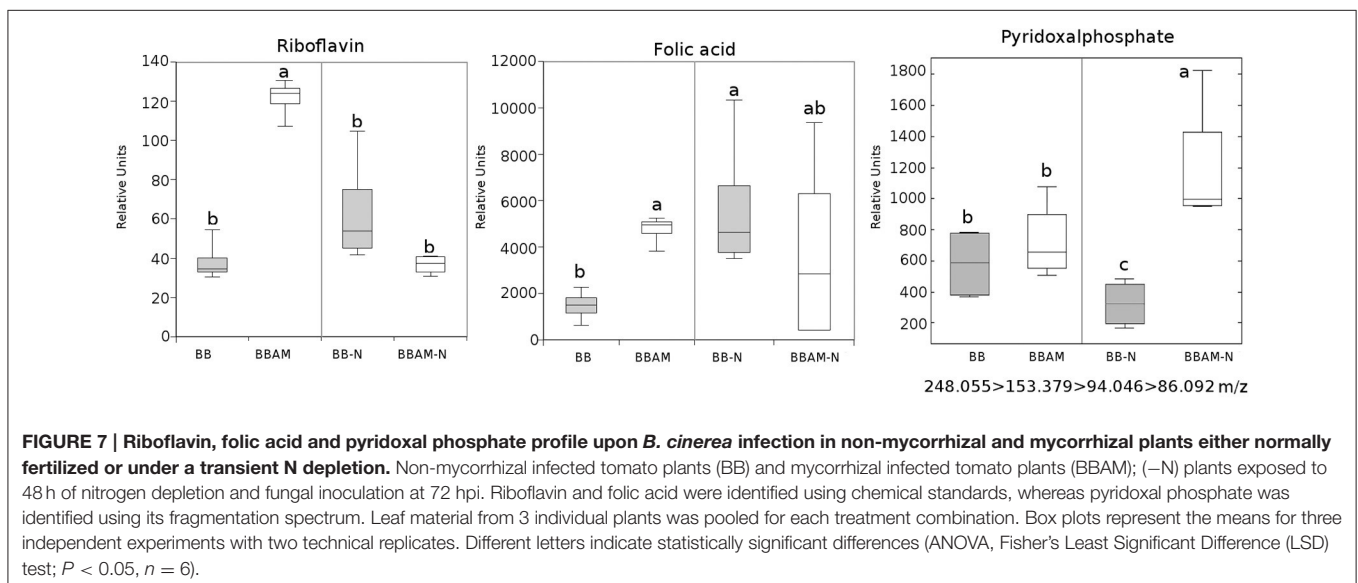 Riboflavin
140
120
100
80
60
40
20
0
Relative Units
b
a
b
b
BB BBAM BB-N BBAM-N
Folic acid
12000
10000
8000
6000
4000
2000
0
Relative Units
b
a
a
ab
BB BBAM BB-N BBAM-N
Pyridoxalphosphate
1800
1600
1400
1200
1000
800
600
400
200
Relative Units
b
b
c
a
BB BBAM BB-N BBAM-N
248.055>153.379>94.046>86.092 m/z
FIGURE 7 | Riboflavin, folic acid and pyridoxal phosphate profile upon B. cinerea infection in non-mycorrhizal and mycorrhizal plants either normally
fertilized or under a transient N depletion. Non-mycorrhizal infected tomato plants (BB) and mycorrhizal infected tomato plants (BBAM); (−N) plants exposed to
48 h of nitrogen depletion and fungal inoculation at 72 hpi. Riboflavin and folic acid were identified using chemical standards, whereas pyridoxal phosphate was
identified using its fragmentation spectrum. Leaf material from 3 individual plants was pooled for each treatment combination. Box plots represent the means for three
independent experiments with two technical replicates. Different letters indicate statistically significant differences (ANOVA, Fisher's Least Significant Difference (LSD)
test; P < 0.05, n = 6).